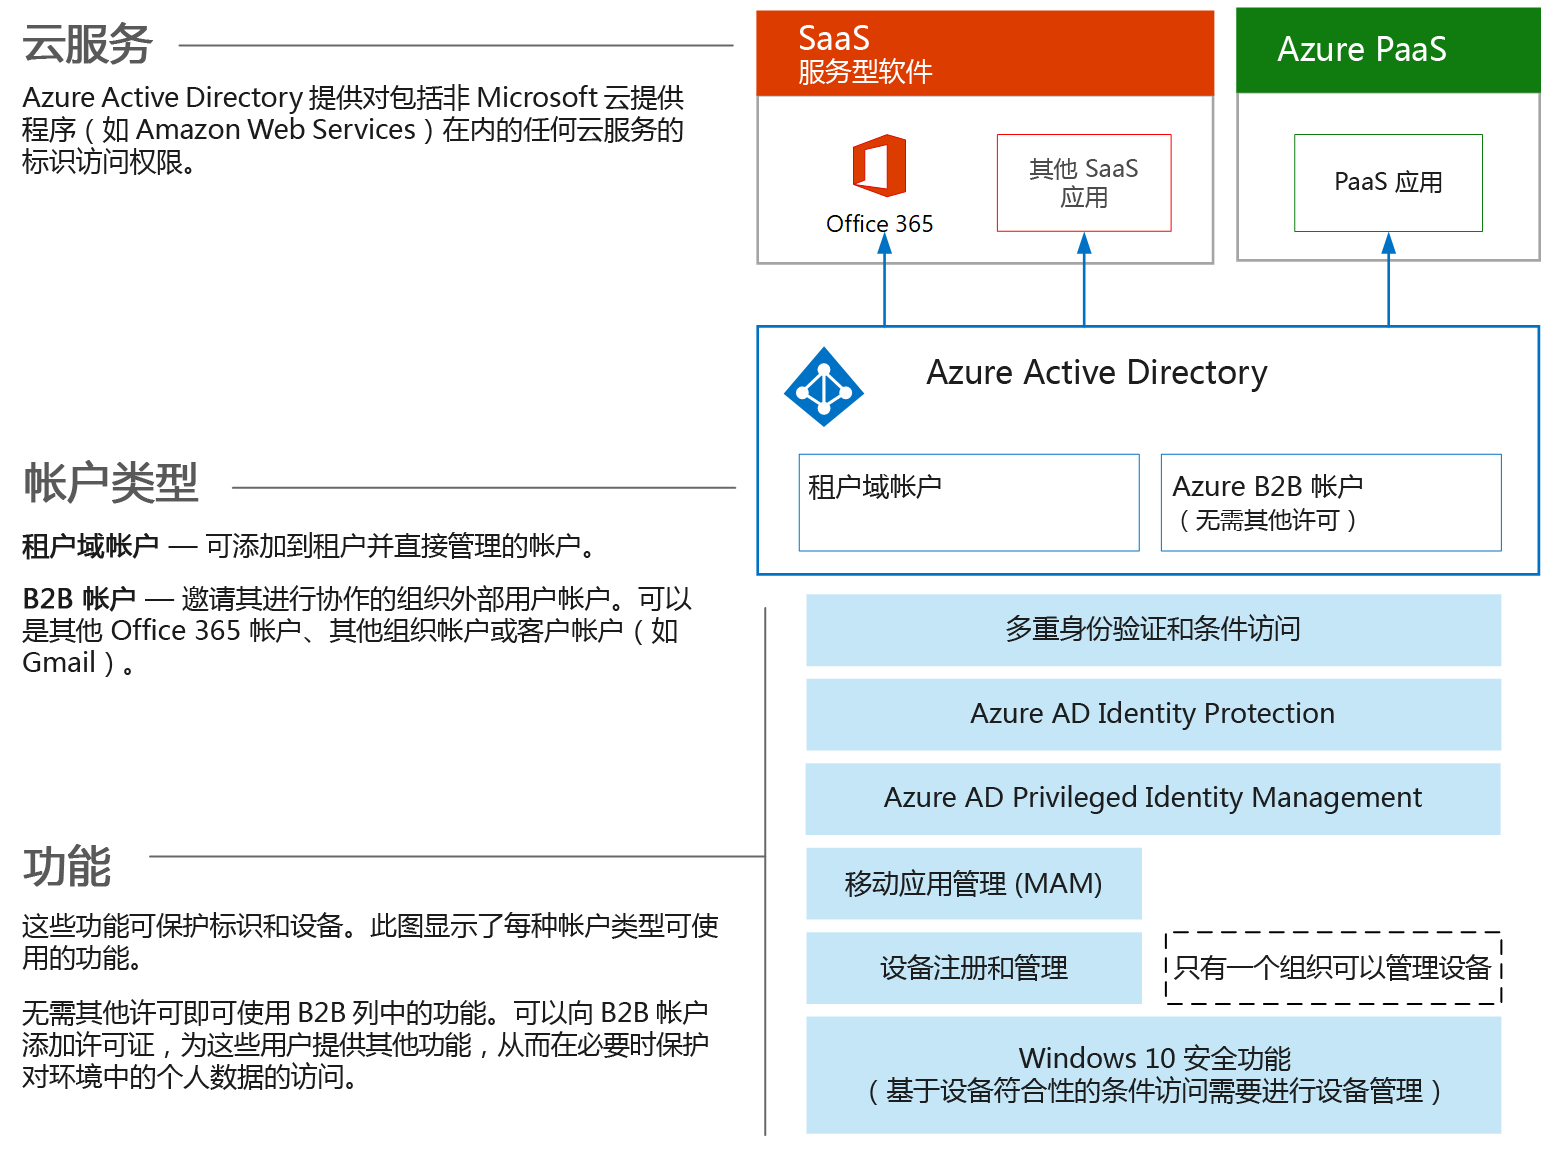 云服务
Azure Active Directory 提供对包括非 Microsoft 云提供
程序（如 Amazon Web Services）在内的任何云服务的
标识访问权限。
SaaS
服务型软件
Azure PaaS
Office 365
其他 SaaS
应用
PaaS 应用
Azure Active Directory
租户域帐户
Azure B2B 帐户
（无需其他许可）
帐户类型
租户域帐户 — 可添加到租户并直接管理的帐户。
B2B 帐户 — 邀请其进行协作的组织外部用户帐户。可以
是其他 Office 365 帐户、其他组织帐户或客户帐户（如
Gmail）。
多重身份验证和条件访问
Azure AD Identity Protection
Azure AD Privileged Identity Management
移动应用管理 (MAM)
设备注册和管理
只有一个组织可以管理设备
Windows 10 安全功能
（基于设备符合性的条件访问需要进行设备管理）
功能
这些功能可保护标识和设备。此图显示了每种帐户类型可使
用的功能。
无需其他许可即可使用 B2B 列中的功能。可以向 B2B 帐户
添加许可证，为这些用户提供其他功能，从而在必要时保护
对环境中的个人数据的访问。